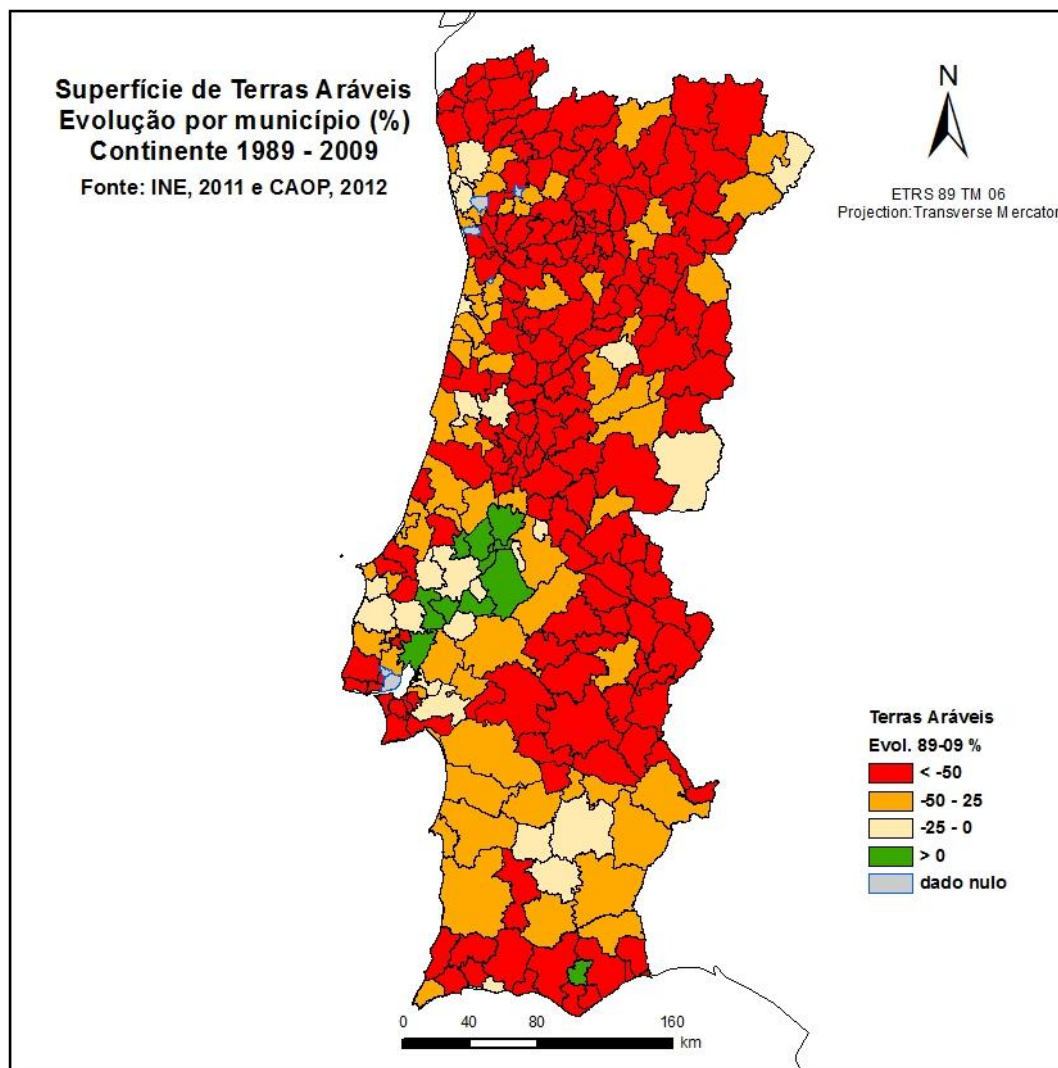 Superfície de Terras Aráveis
Evolução por município (%)
Continente 1989 - 2009
Fonte: INE, 2011 e CAOP, 2012
N
ETRS 89 TM 06
Projection: Transverse Mercator
Terras Aráveis
Evol. 89-09 %
< -50
-50 - 25
-25 - 0
> 0
dado nulo
0 40 80 160
km